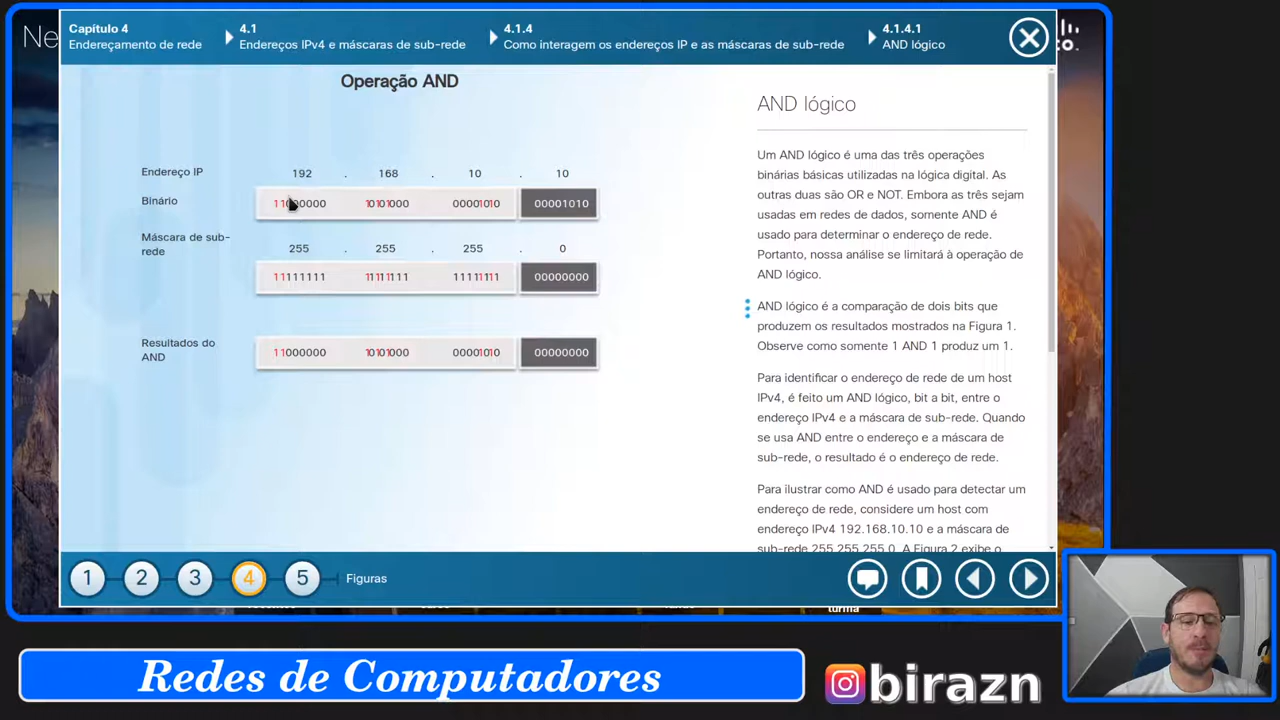 Ne
Capítulo 4
Endereçamento de rede
4.1
Endereços IPv4 e máscaras de sub-rede
4.1.4
Como interagem os endereços IP e as máscaras de sub-rede
4.1.4.1
AND lógico
Operação AND
Endereço IP 192 . 168 . 10 . 10
Binário 11000000 10101000 00001010 00001010
Máscara de sub-
rede
255 . 255 . 255 . 0
11111111 11111111 11111111 00000000
Resultados do
AND
11000000 10101000 00001010 00000000
AND lógico
Um AND lógico é uma das três operações
binárias básicas utilizadas na lógica digital. As
outras duas são OR e NOT. Embora as três sejam
usadas em redes de dados, somente AND é
usado para determinar o endereço de rede.
Portanto, nossa análise se limitará à operação de
AND lógico.
AND lógico é a comparação de dois bits que
produzem os resultados mostrados na Figura 1.
Observe como somente 1 AND 1 produz um 1.
Para identificar o endereço de rede de um host
IPv4, é feito um AND lógico, bit a bit, entre o
endereço IPv4 e a máscara de sub-rede. Quando
se usa AND entre o endereço e a máscara de
sub-rede, o resultado é o endereço de rede.
Para ilustrar como AND é usado para detectar um
endereço de rede, considere um host com
endereço IPv4 192.168.10.10 e a máscara de
sub-rede 255.255.255.0. A Figura 2 exibe o
1 2 3 4 5 Figuras
turma
Redes de Computadores
birazn